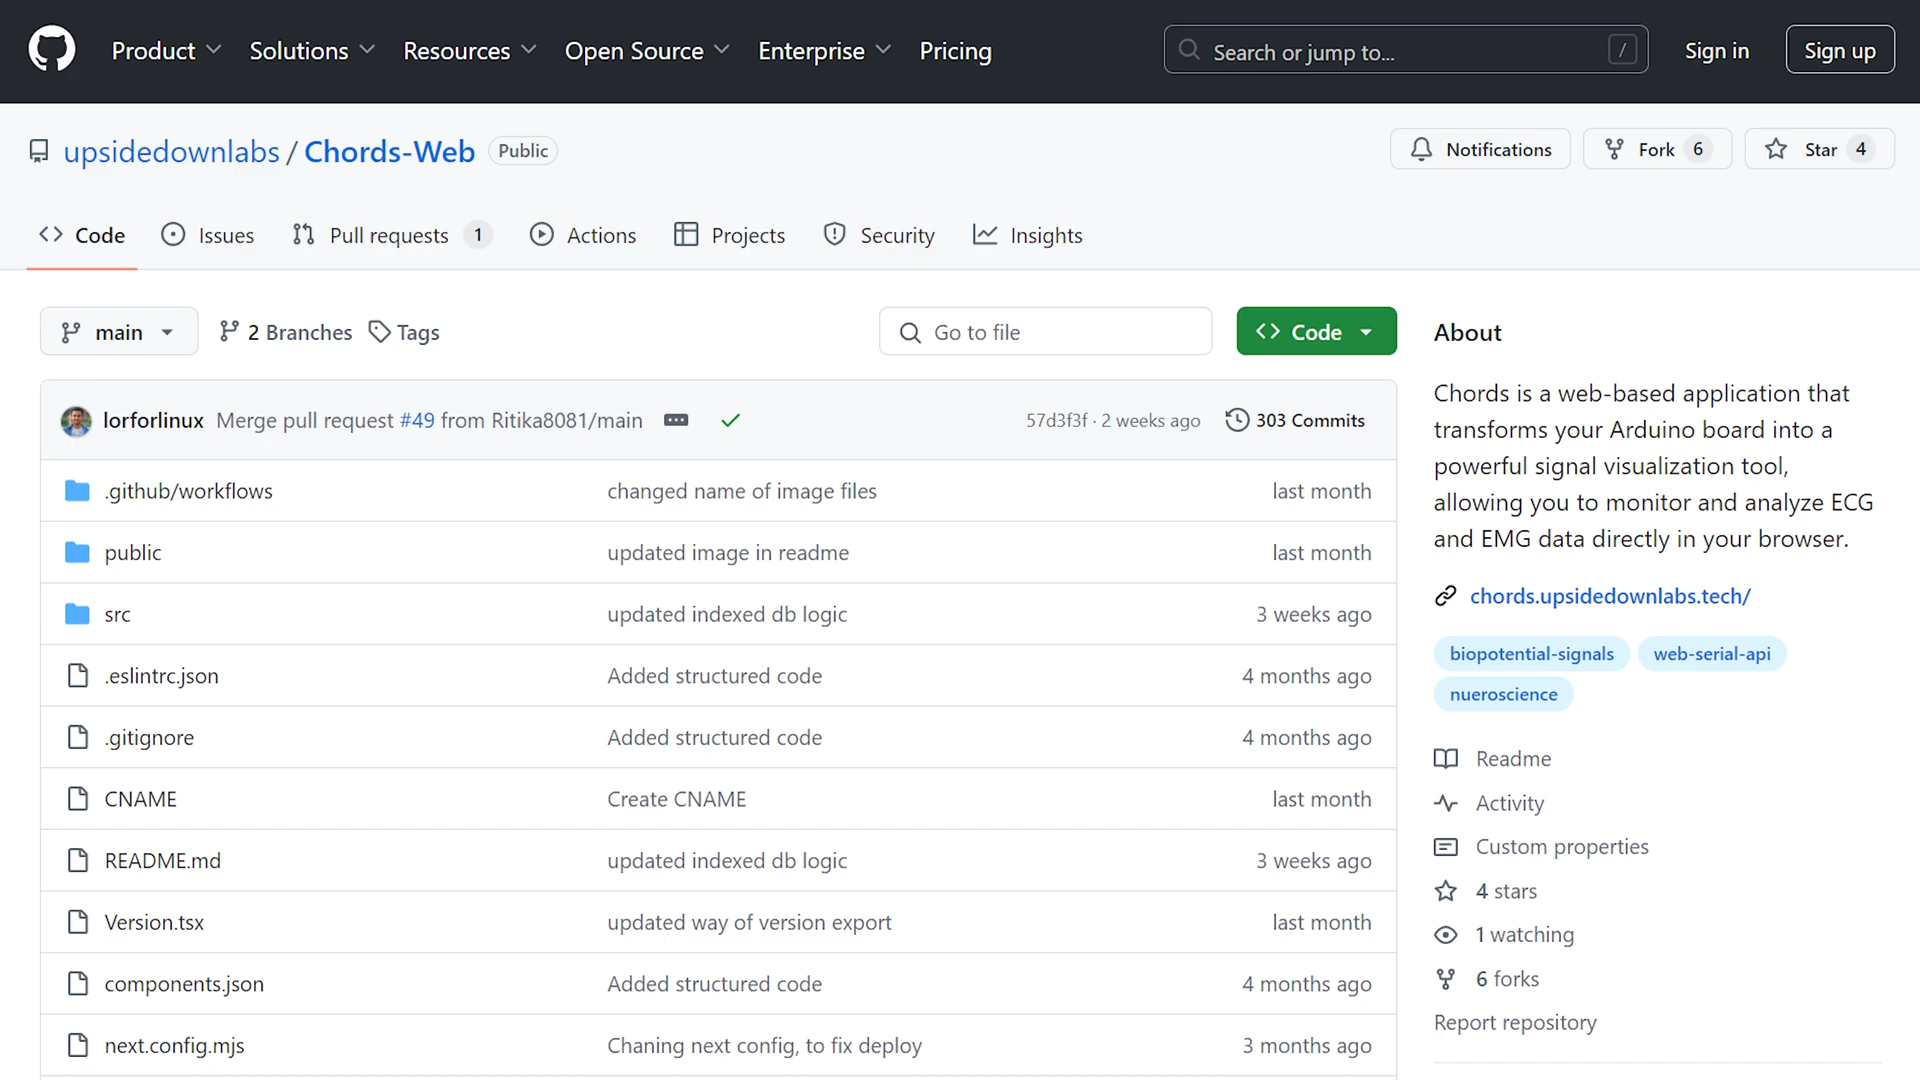 Product Solutions Resources Open Source Enterprise Pricing Search or jump to... / Sign in Sign up
upsidedownlabs / Chords-Web Public Notifications Fork 6 Star 4
Code Issues Pull requests 1 Actions Projects Security Insights
main 2 Branches Tags Go to file Code
lorforlinux Merge pull request #49 from Ritika8081/main 57d3f3f · 2 weeks ago 303 Commits
.github/workflows changed name of image files last month
public updated image in readme last month
src updated indexed db logic 3 weeks ago
.eslintrc.json Added structured code 4 months ago
.gitignore Added structured code 4 months ago
CNAME Create CNAME last month
README.md updated indexed db logic 3 weeks ago
Version.tsx updated way of version export last month
components.json Added structured code 4 months ago
next.config.mjs Chaning next config, to fix deploy 3 months ago
About
Chords is a web-based application that
transforms your Arduino board into a
powerful signal visualization tool,
allowing you to monitor and analyze ECG
and EMG data directly in your browser.
chords.upsidedownlabs.tech/
biopotential-signals web-serial-api
nueroscience
Readme
Activity
Custom properties
4 stars
1 watching
6 forks
Report repository